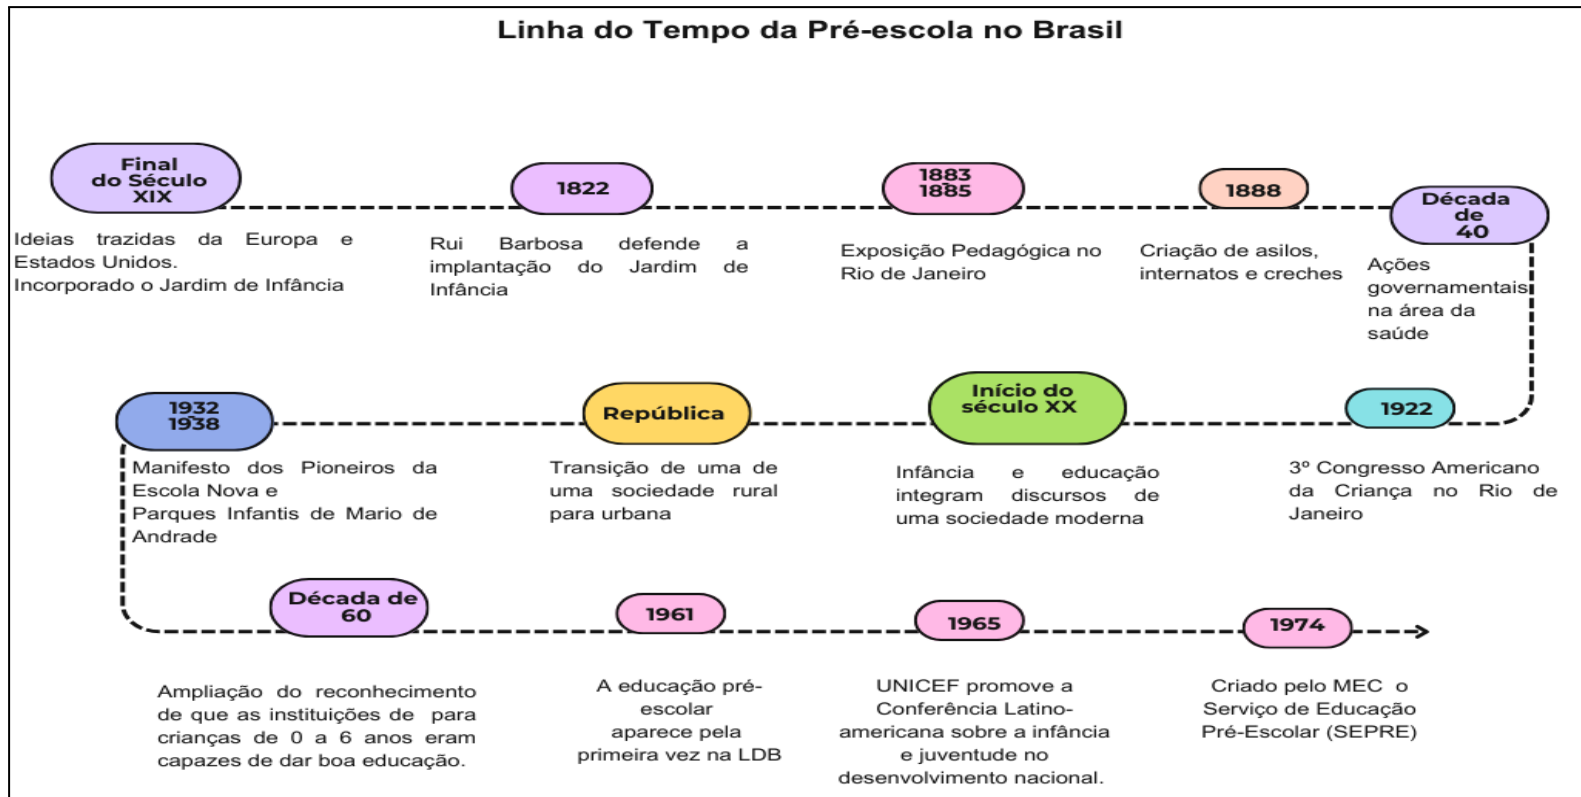 Linha do Tempo da Pré-escola no Brasil
Final
do Século
XIX
Ideias trazidas da Europa e
Estados Unidos.
Incorporado o Jardim de Infância
1822
Rui Barbosa defende a
implantação do Jardim de
Infância
1883
1885
Exposição Pedagógica no
Rio de Janeiro
1888
Criação de asilos,
internatos e creches
Década
de
40
Ações
governamentais
na área da
saúde
1932
1938
Manifesto dos Pioneiros da
Escola Nova e
Parques Infantis de Mario de
Andrade
República
Transição de uma de
uma sociedade rural
para urbana
Início do
século XX
Infância e educação
integram discursos de
uma sociedade moderna
1922
3º Congresso Americano
da Criança no Rio de
Janeiro
Década de
60
Ampliação do reconhecimento
de que as instituições de para
crianças de 0 a 6 anos eram
capazes de dar boa educação.
1961
A educação pré-
escolar
aparece pela
primeira vez na LDB
1965
UNICEF promove a
Conferência Latino-
americana sobre a infância
e juventude no
desenvolvimento nacional.
1974
Criado pelo MEC o
Serviço de Educação
Pré-Escolar (SEPRE)